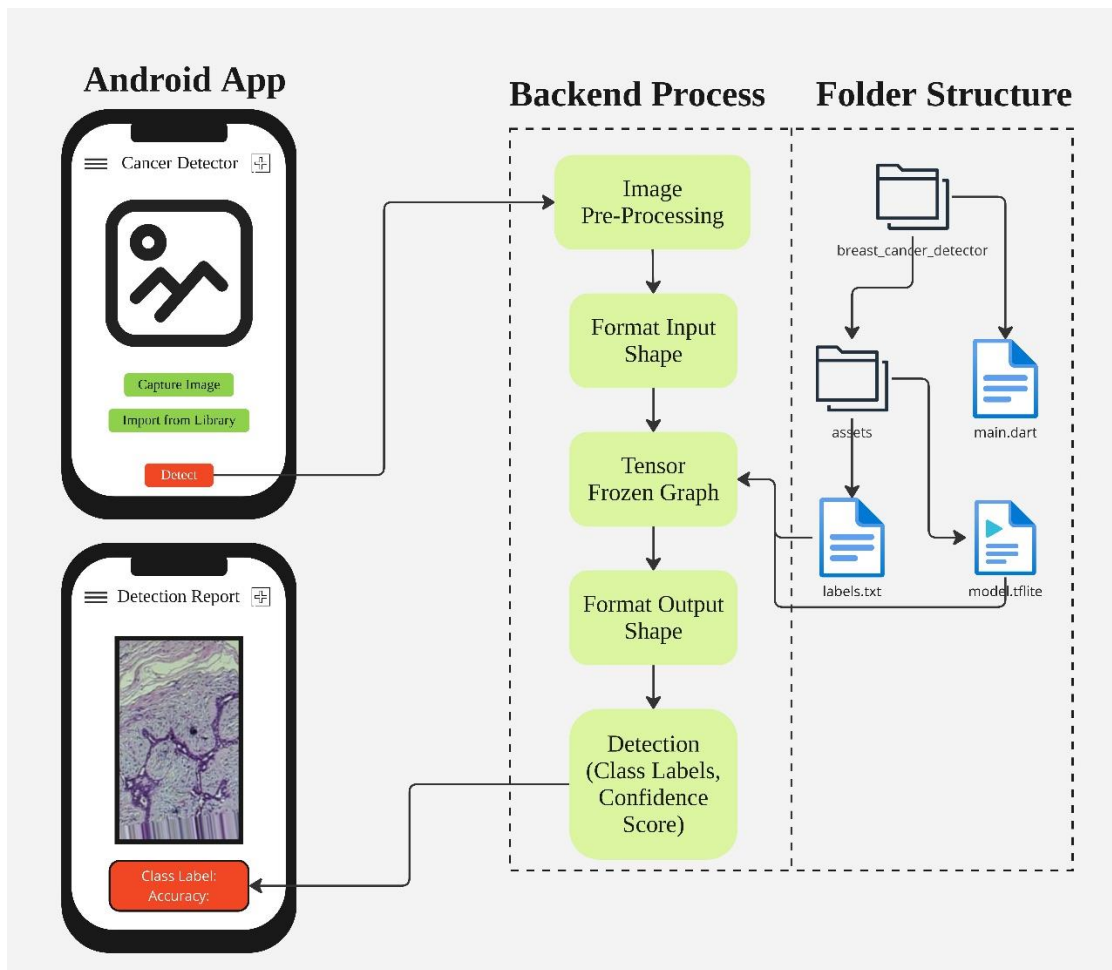 Android App
Cancer Detector
Capture Image
Import from Library
Detect
Detection Report
Class Label:
Accuracy:
Backend Process
Image
Pre-Processing
Format Input
Shape
Tensor
Frozen Graph
Format Output
Shape
Detection
(Class Labels,
Confidence
Score)
Folder Structure
breast_cancer_detector
assets
main.dart
labels.txt
model.tflite